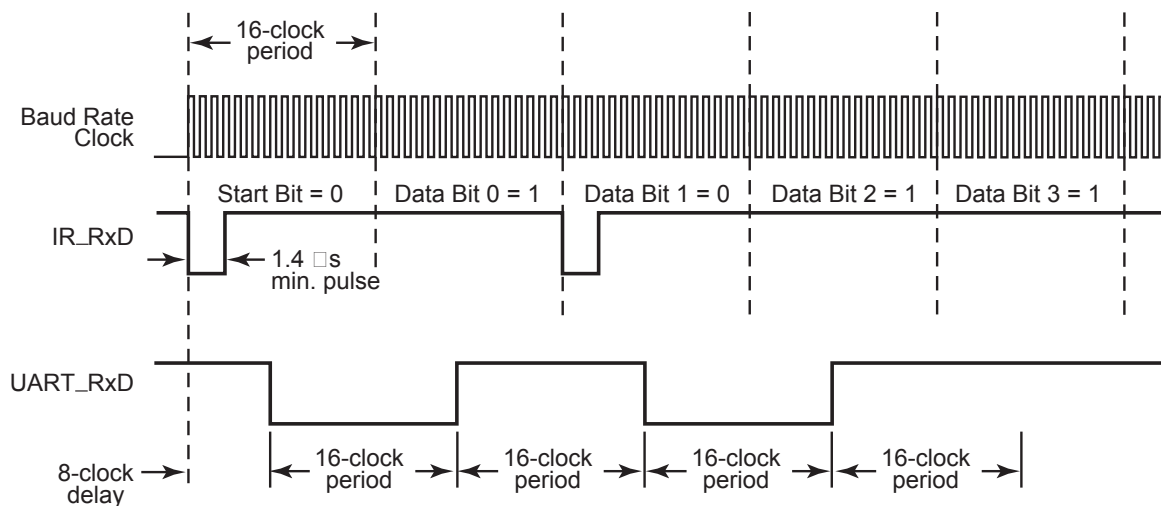 16-clock
period
Baud Rate
Clock
Start Bit = 0 Data Bit 0 = 1 Data Bit 1 = 0 Data Bit 2 = 1 Data Bit 3 = 1
IR_RxD
1.4 □s
min. pulse
UART_RxD
16-clock 16-clock 16-clock 16-clock
period period period period
8-clock
delay